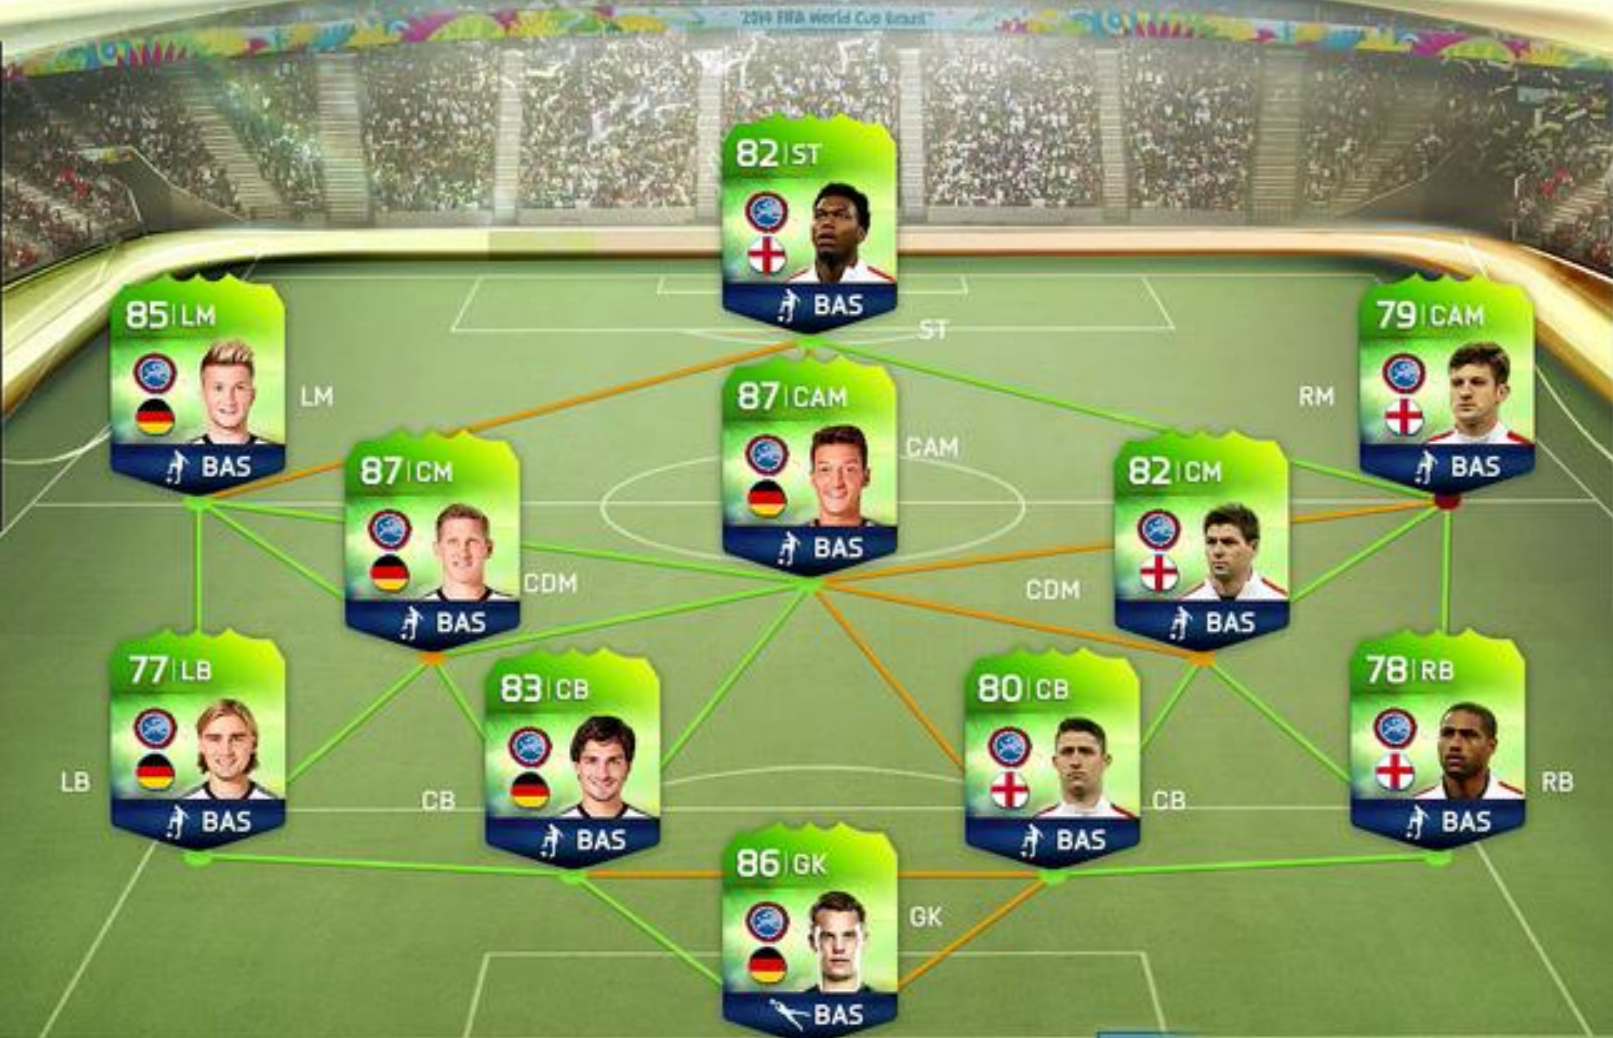 "2014 FIFA World Cup Brazil"
82 ST
BAS
ST
85 LM
BAS
LM
87 CAM
BAS
CAM
79 CAM
BAS
RM
87 CM
BAS
CDM
82 CM
BAS
CDM
77 LB
BAS
LB
83 CB
BAS
CB
80 CB
BAS
CB
78 RB
BAS
RB
86 GK
BAS
GK